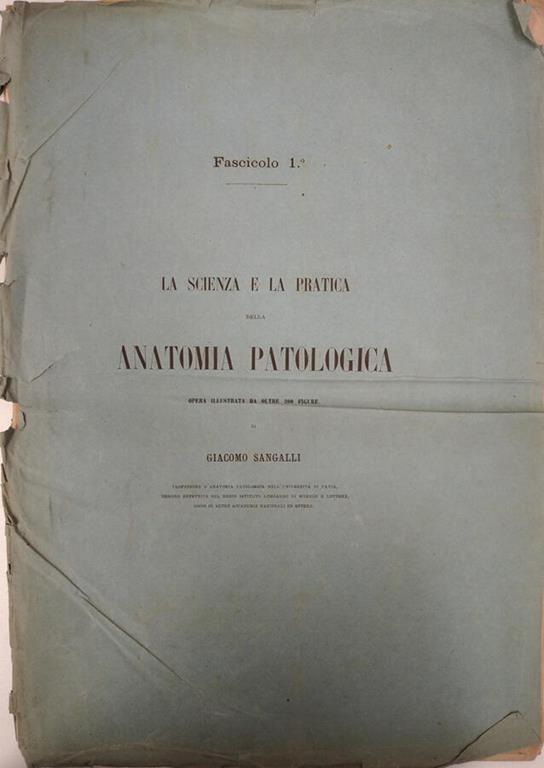 Fascicolo 1.º
LA SCIENZA E LA PRATICA
DELLA
ANATOMIA PATOLOGICA
OPERA ILLUSTRATA DA OLTRE 300 FIGURE
DI
GIACOMO SANGALLI
PROFESSORE D'ANATOMIA PATOLOGICA NELL'UNIVERSITÀ DI PAVIA,
MEMBRO EFFETTIVO DEL REGIO ISTITUTO LOMBARDO DI SCIENZE E LETTERE,
SOCIO DI ALTRE ACCADEMIE NAZIONALI ED ESTERE.